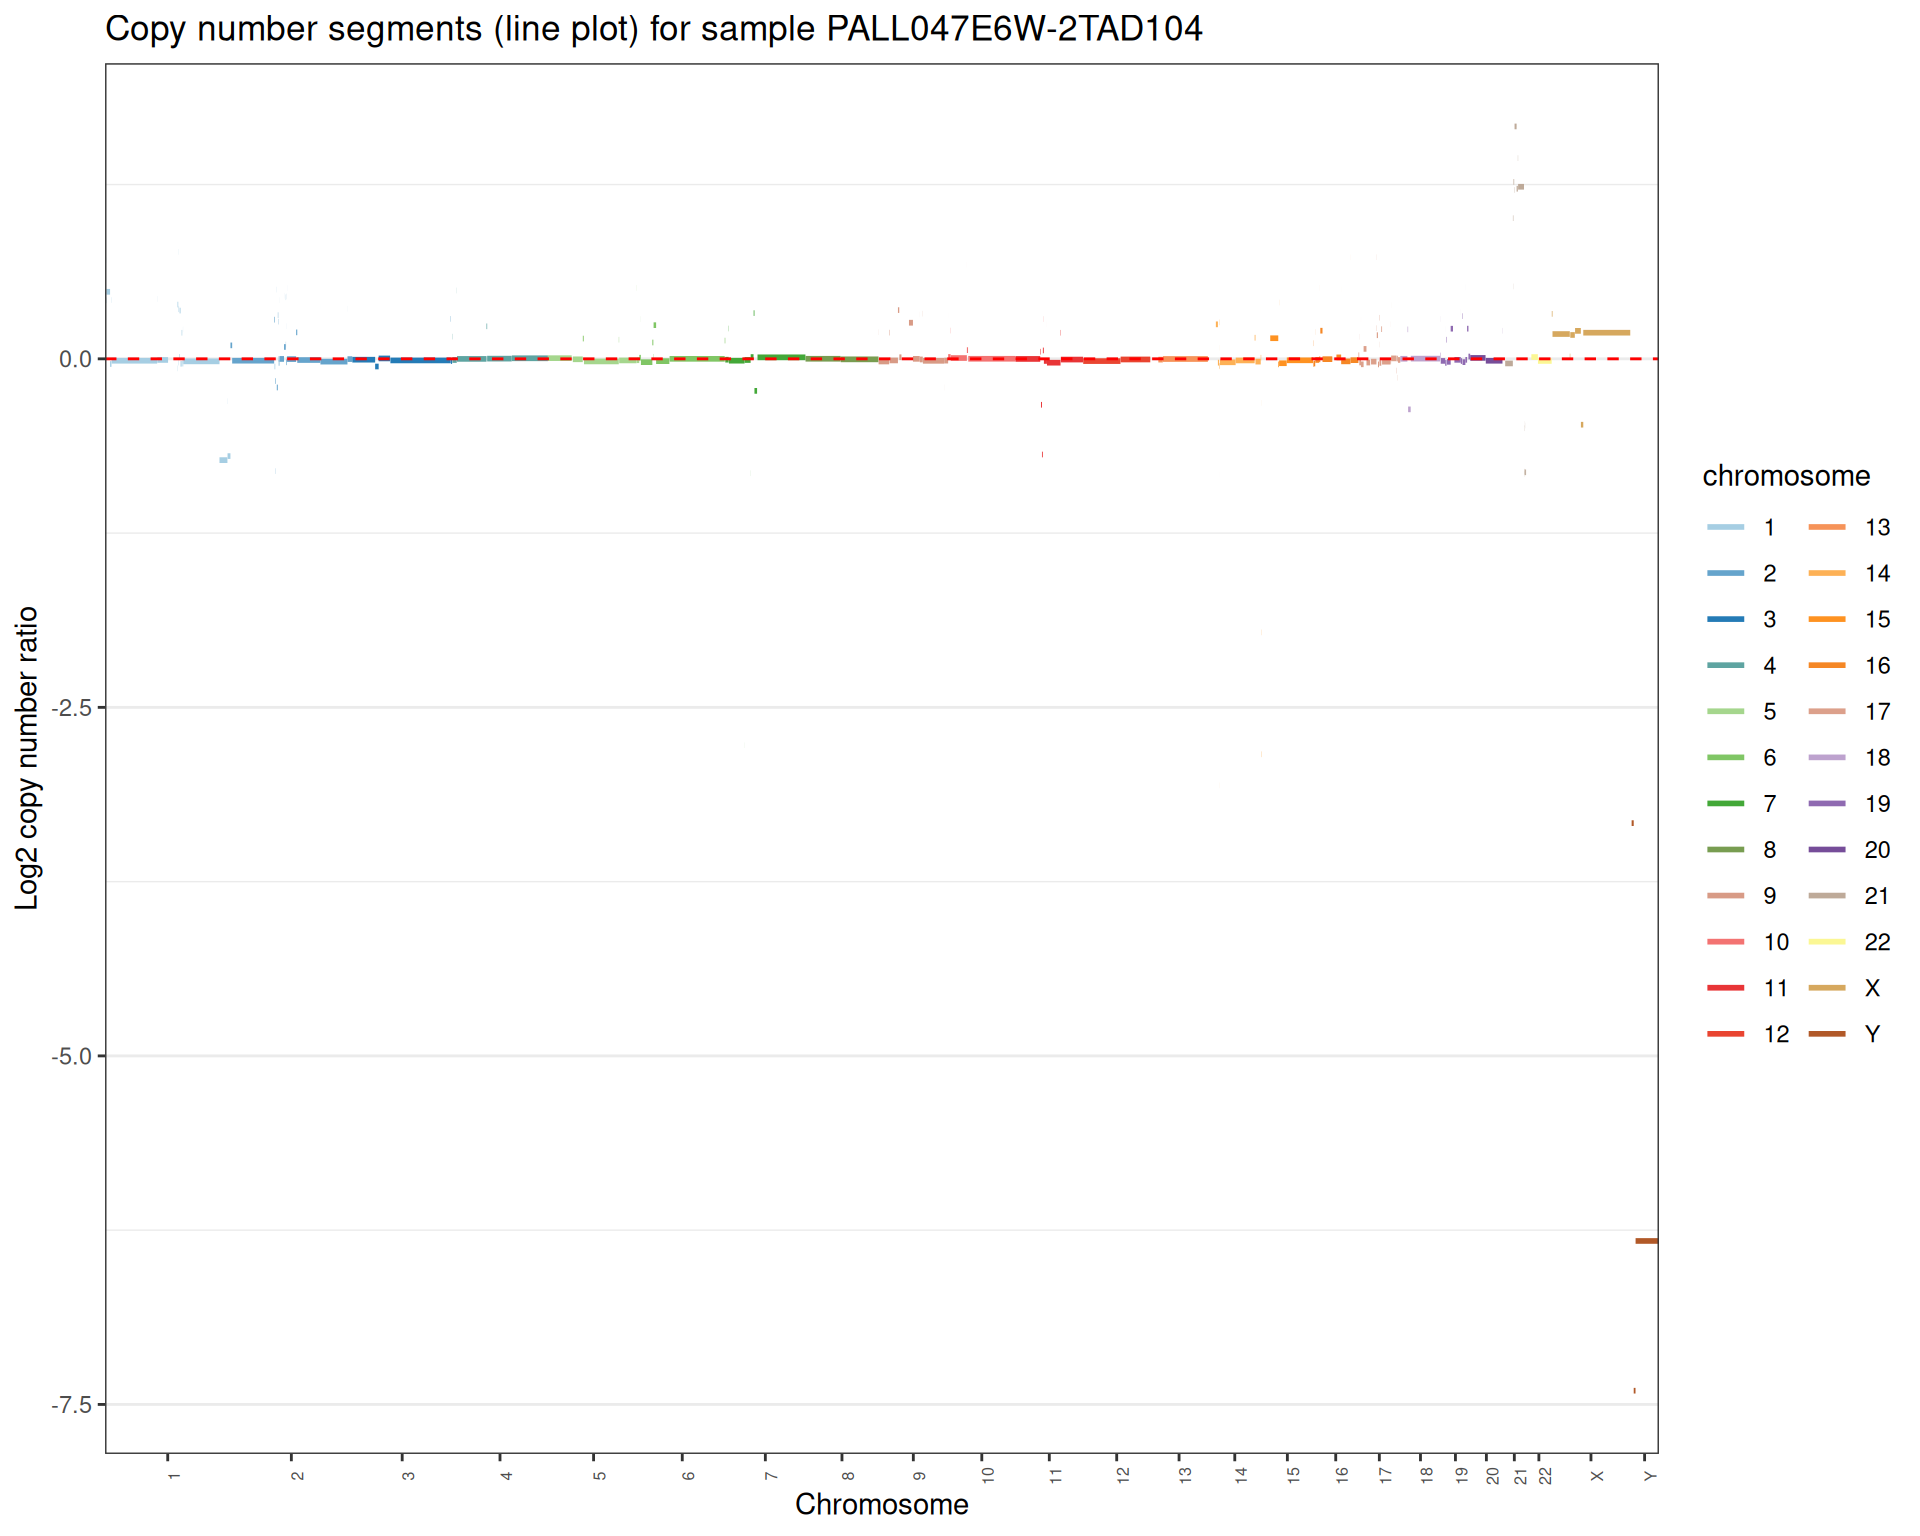 Copy number segments (line plot) for sample PALL047E6W-2TAD104
Log2 copy number ratio
0.0
-2.5
-5.0
-7.5
1 2 3 4 5 6 7 8 9 10 11 12 13 14 15 16 17 18 19 20 21 22 X Y
Chromosome
chromosome
1 13
2 14
3 15
4 16
5 17
6 18
7 19
8 20
9 21
10 22
11 X
12 Y